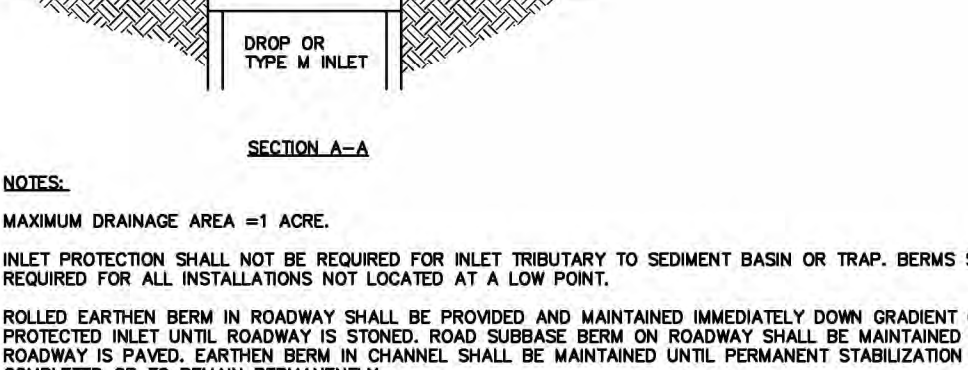 DROP OR
TYPE M INLET
SECTION A-A
NOTES:
MAXIMUM DRAINAGE AREA =1 ACRE.
INLET PROTECTION SHALL NOT BE REQUIRED FOR INLET TRIBUTARY TO SEDIMENT BASIN OR TRAP. BERMS
REQUIRED FOR ALL INSTALLATIONS NOT LOCATED AT A LOW POINT.
ROLLED EARTHEN BERM IN ROADWAY SHALL BE PROVIDED AND MAINTAINED IMMEDIATELY DOWN GRADIENT
PROTECTED INLET UNTIL ROADWAY IS STONED. ROAD SUBBASE BERM ON ROADWAY SHALL BE MAINTAINED
ROADWAY IS PAVED. EARTHEN BERM IN CHANNEL SHALL BE MAINTAINED UNTIL PERMANENT STABILIZATION